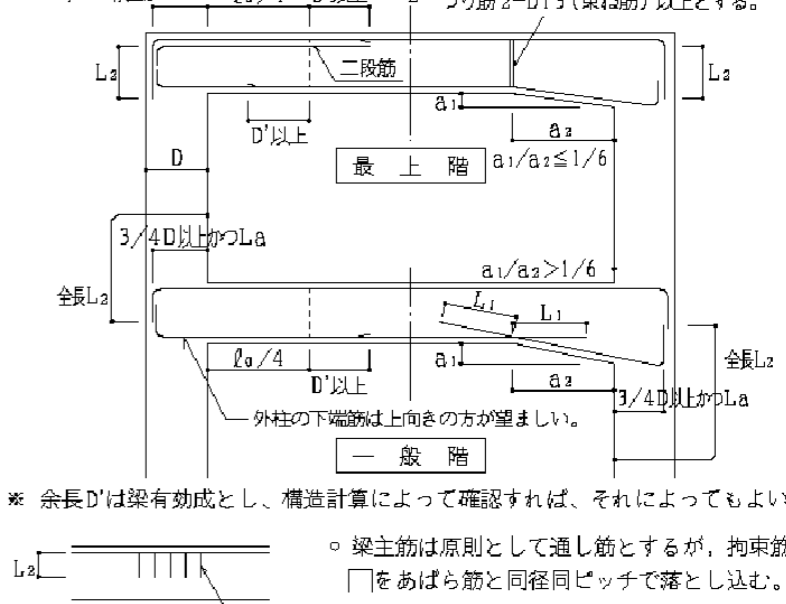 ℓ₀/4 D'以上
つり筋2-D13(束ね筋)以上とする。
L₂ 二段筋 L₂
a₁
D'以上 a₂
D 最上階 a₁/a₂≦1/6
3/4D以上かつLa
a₁/a₂>1/6
全長L₂ L₁ L₁
ℓ₀/4 a₁ 全長L₂
D'以上 a₂ 3/4D以上かつLa
外柱の下端筋は上向きの方が望ましい。
一般階
※ 余長D'は梁有効成とし、構造計算によって確認すれば、それによってもよい
○ 梁主筋は原則として通し筋とするが、拘束筋
L₂ をあばら筋と同径同ピッチで落とし込む。